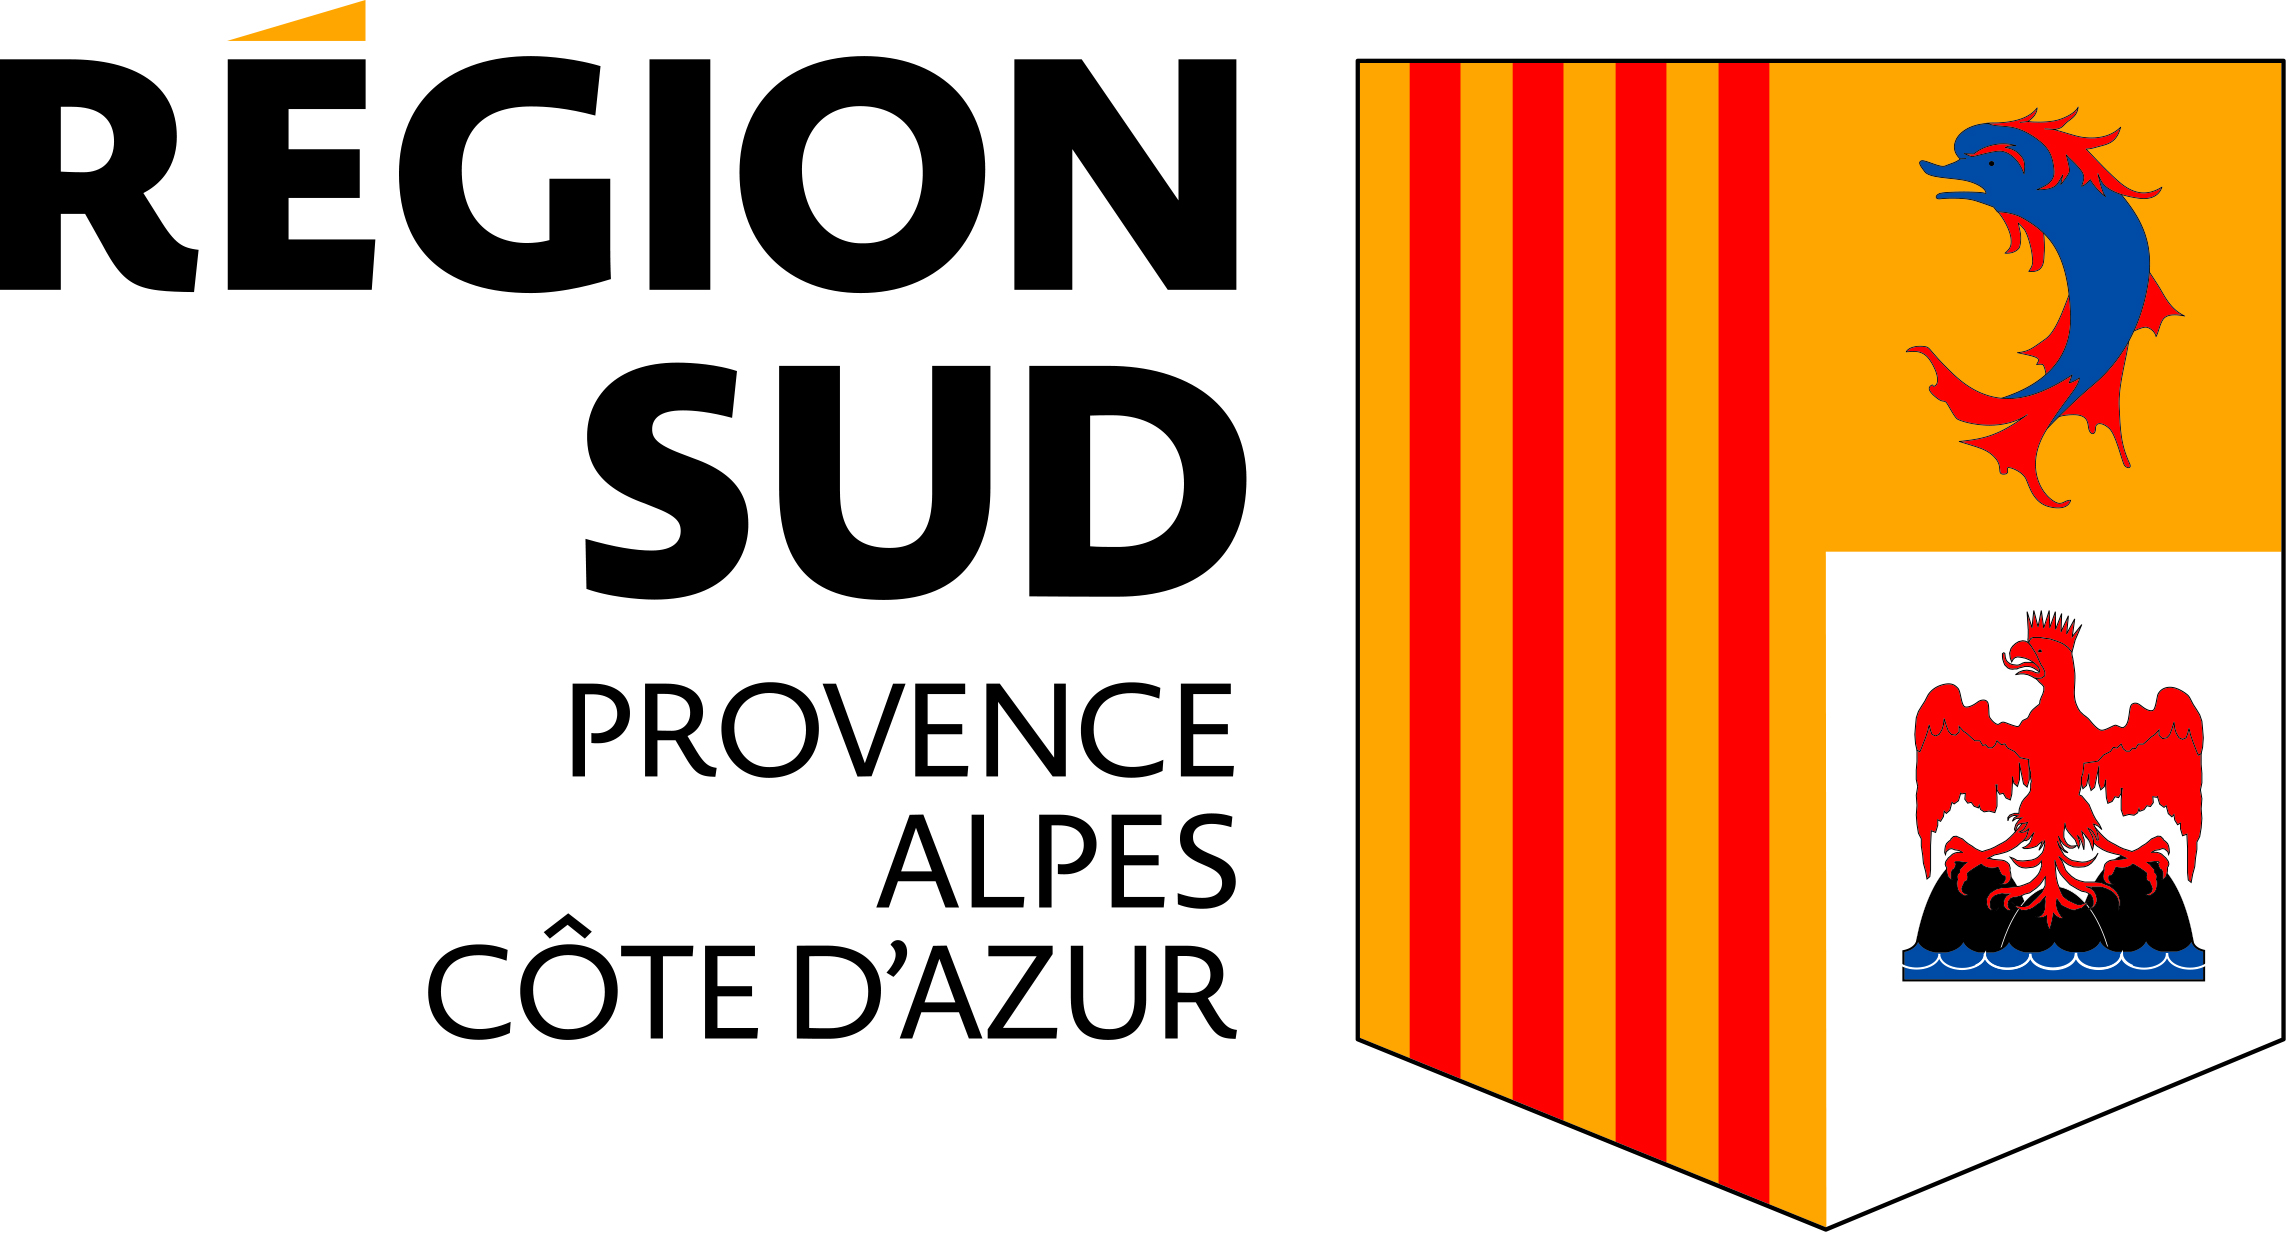 RÉGION
SUD
PROVENCE
ALPES
CÔTE D’AZUR